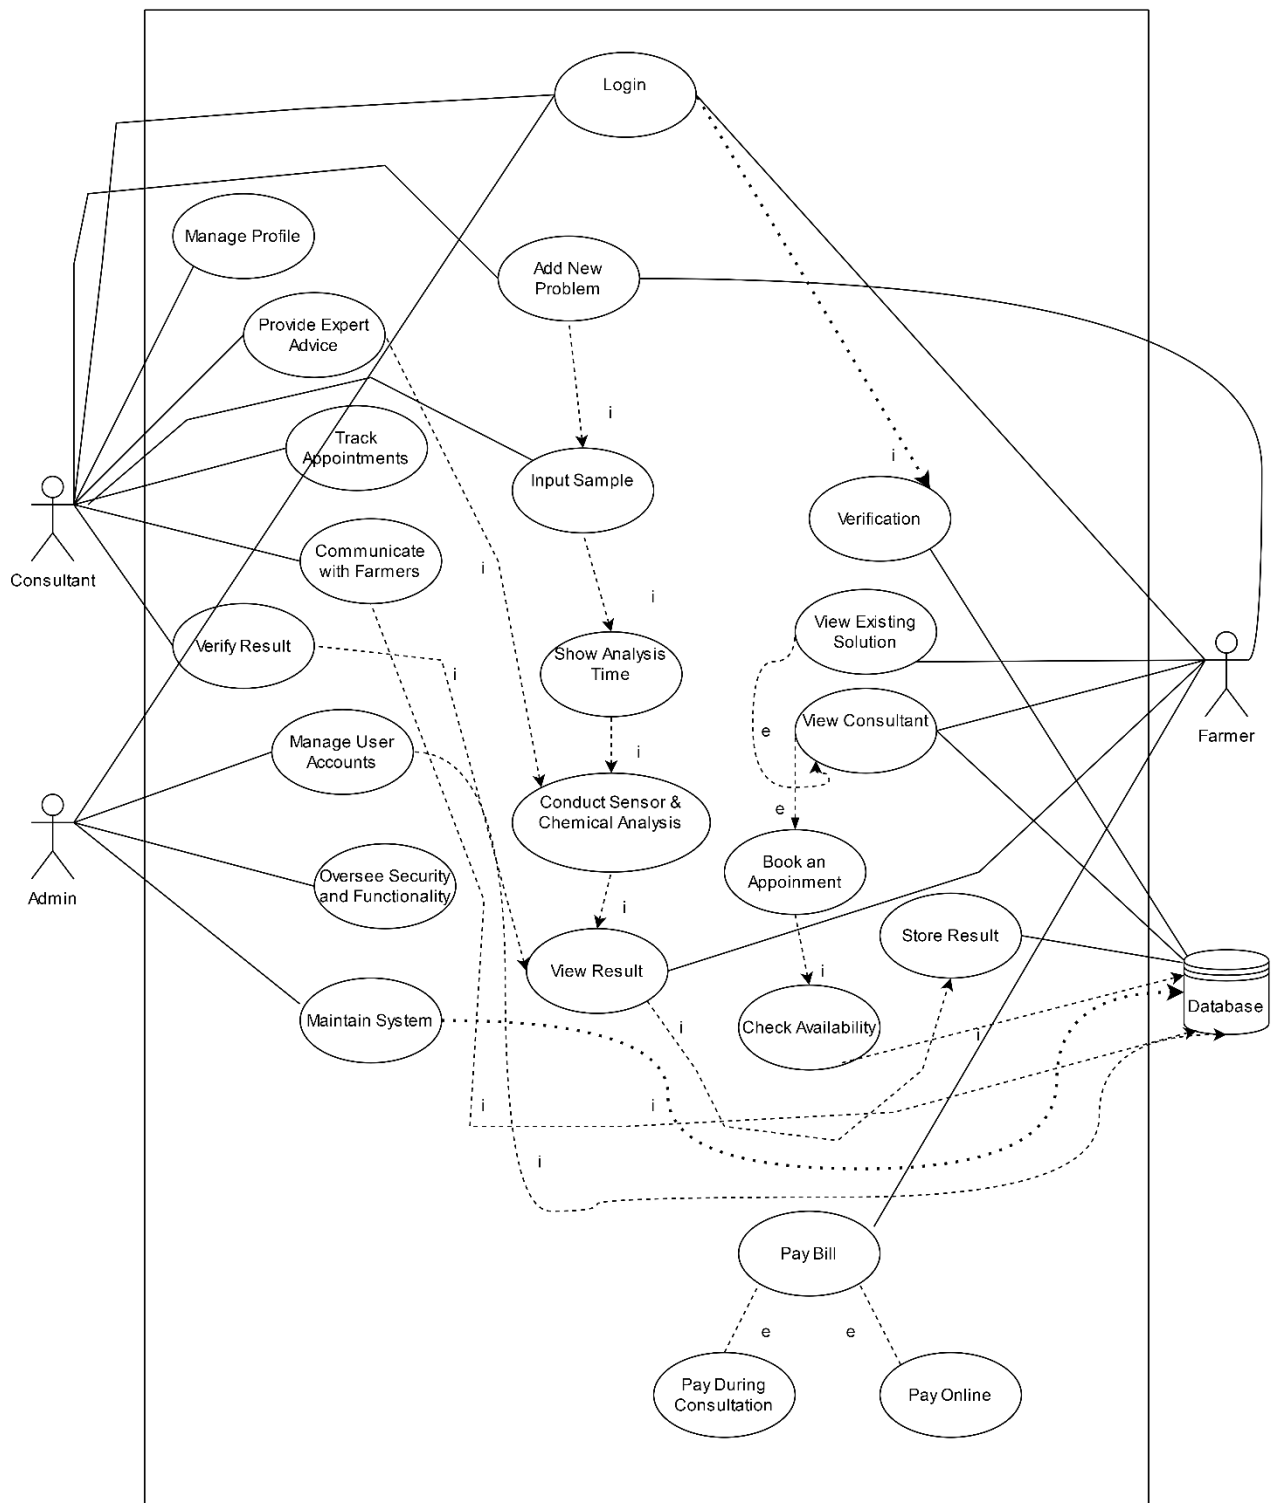 Login
Manage Profile
Add New
Problem
Provide Expert
Advice
i
Track
Appointments
i
Input Sample
Verification
Consultant
Communicate
with Farmers
i
i
View Existing
Solution
Verify Result
Show Analysis
Time
i
View Consultant
Farmer
e
Manage User
Accounts
i
Conduct Sensor &
Chemical Analysis
e
Admin
Oversee Security
and Functionality
Book an
Appoinment
i
Store Result
View Result
i
Database
Maintain System
i
Check Availability
i
i
i
i
Pay Bill
e
e
Pay During
Consultation
Pay Online